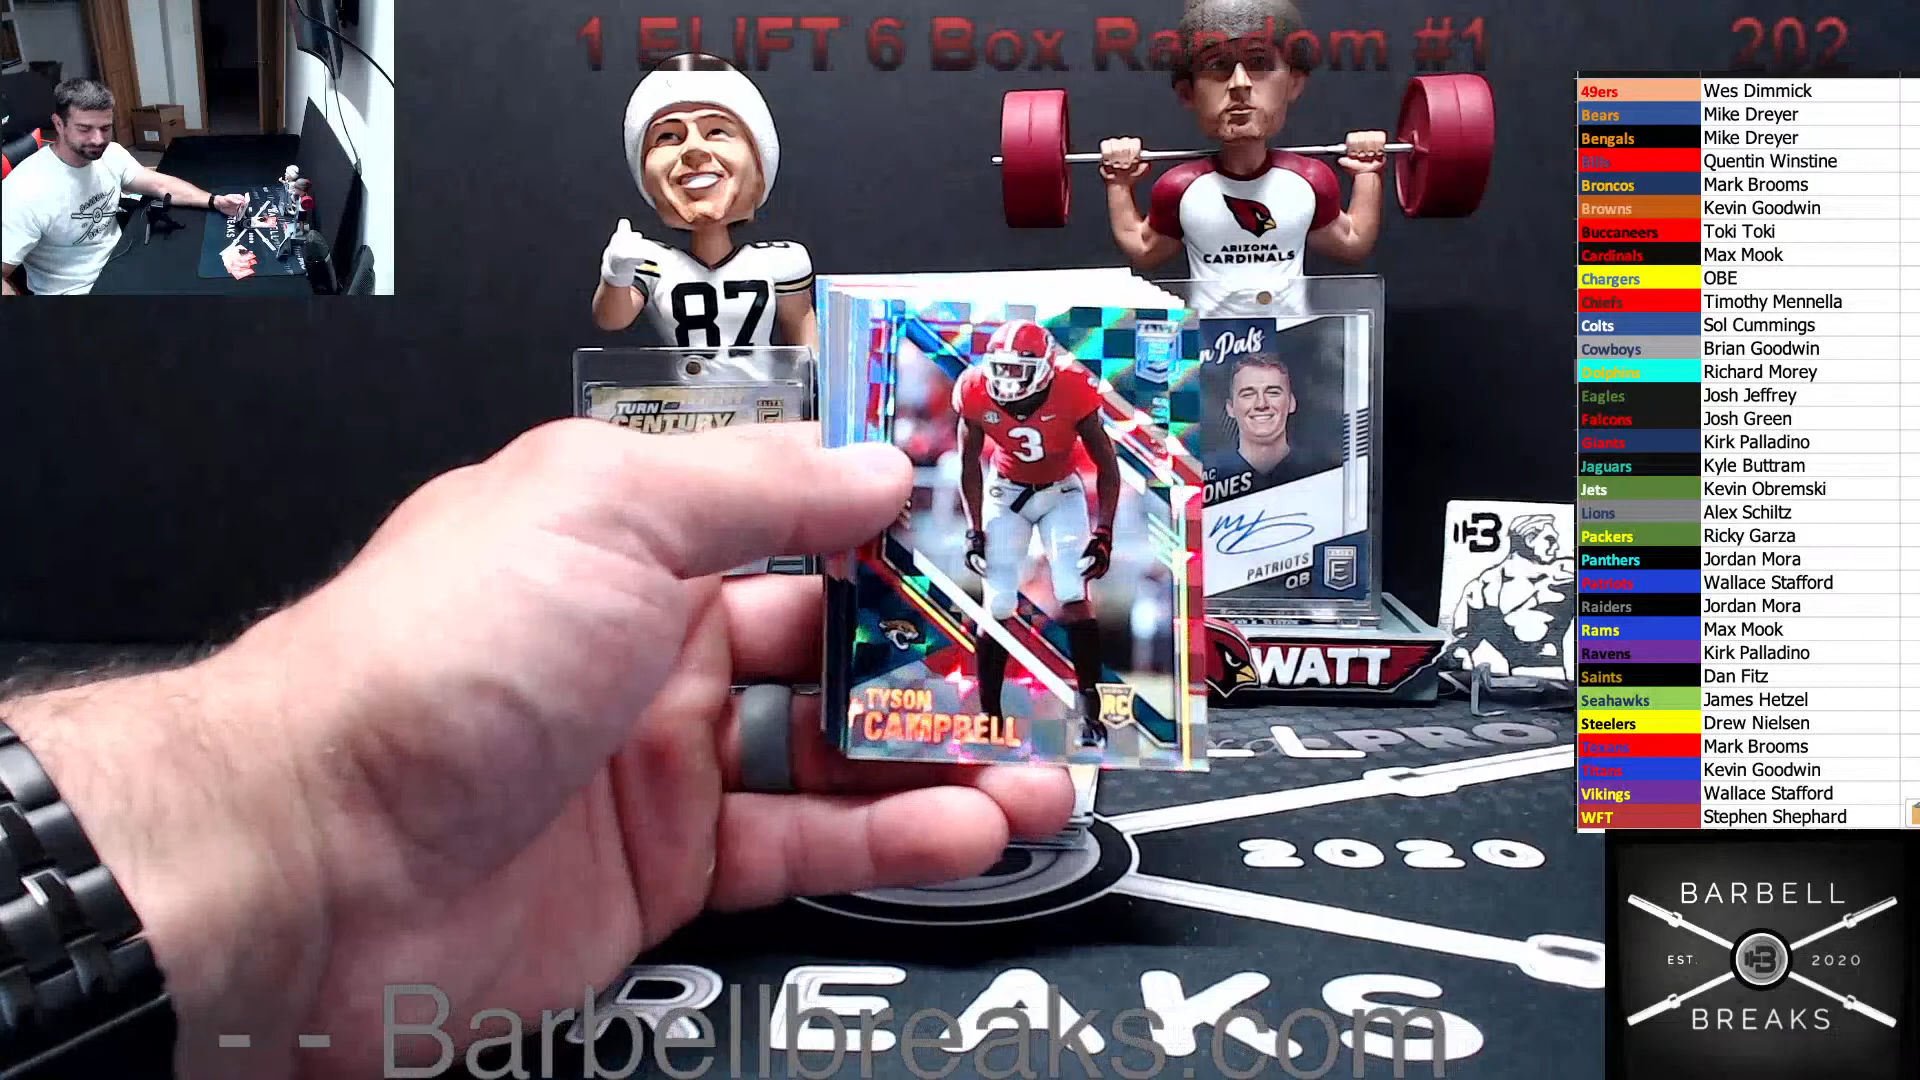 1 ELIFT 6 Box Random #1 202
49ers Wes Dimmick
Bears Mike Dreyer
Bengals Mike Dreyer
Bills Quentin Winstine
Broncos Mark Brooms
Browns Kevin Goodwin
Buccaneers Toki Toki
Cardinals Max Mook
Chargers OBE
Chiefs Timothy Mennella
Colts Sol Cummings
Cowboys Brian Goodwin
Dolphins Richard Morey
Eagles Josh Jeffrey
Falcons Josh Green
Giants Kirk Palladino
Jaguars Kyle Buttram
Jets Kevin Obremski
Lions Alex Schiltz
Packers Ricky Garza
Panthers Jordan Mora
Patriots Wallace Stafford
Raiders Jordan Mora
Rams Max Mook
Ravens Kirk Palladino
Saints Dan Fitz
Seahawks James Hetzel
Steelers Drew Nielsen
Texans Mark Brooms
Titans Kevin Goodwin
Vikings Wallace Stafford
WFT Stephen Shephard
87
ARIZONA
CARDINALS
TURN
CENTURY
n Pals
AC
ONES
PATRIOTS
QB
E
3
TYSON
CAMPBELL
RC
WATT
B
LLPRO
2020
2020
REAKS
- - Barbellbreaks.com
BARBELL
EST. B 2020
BREAKS